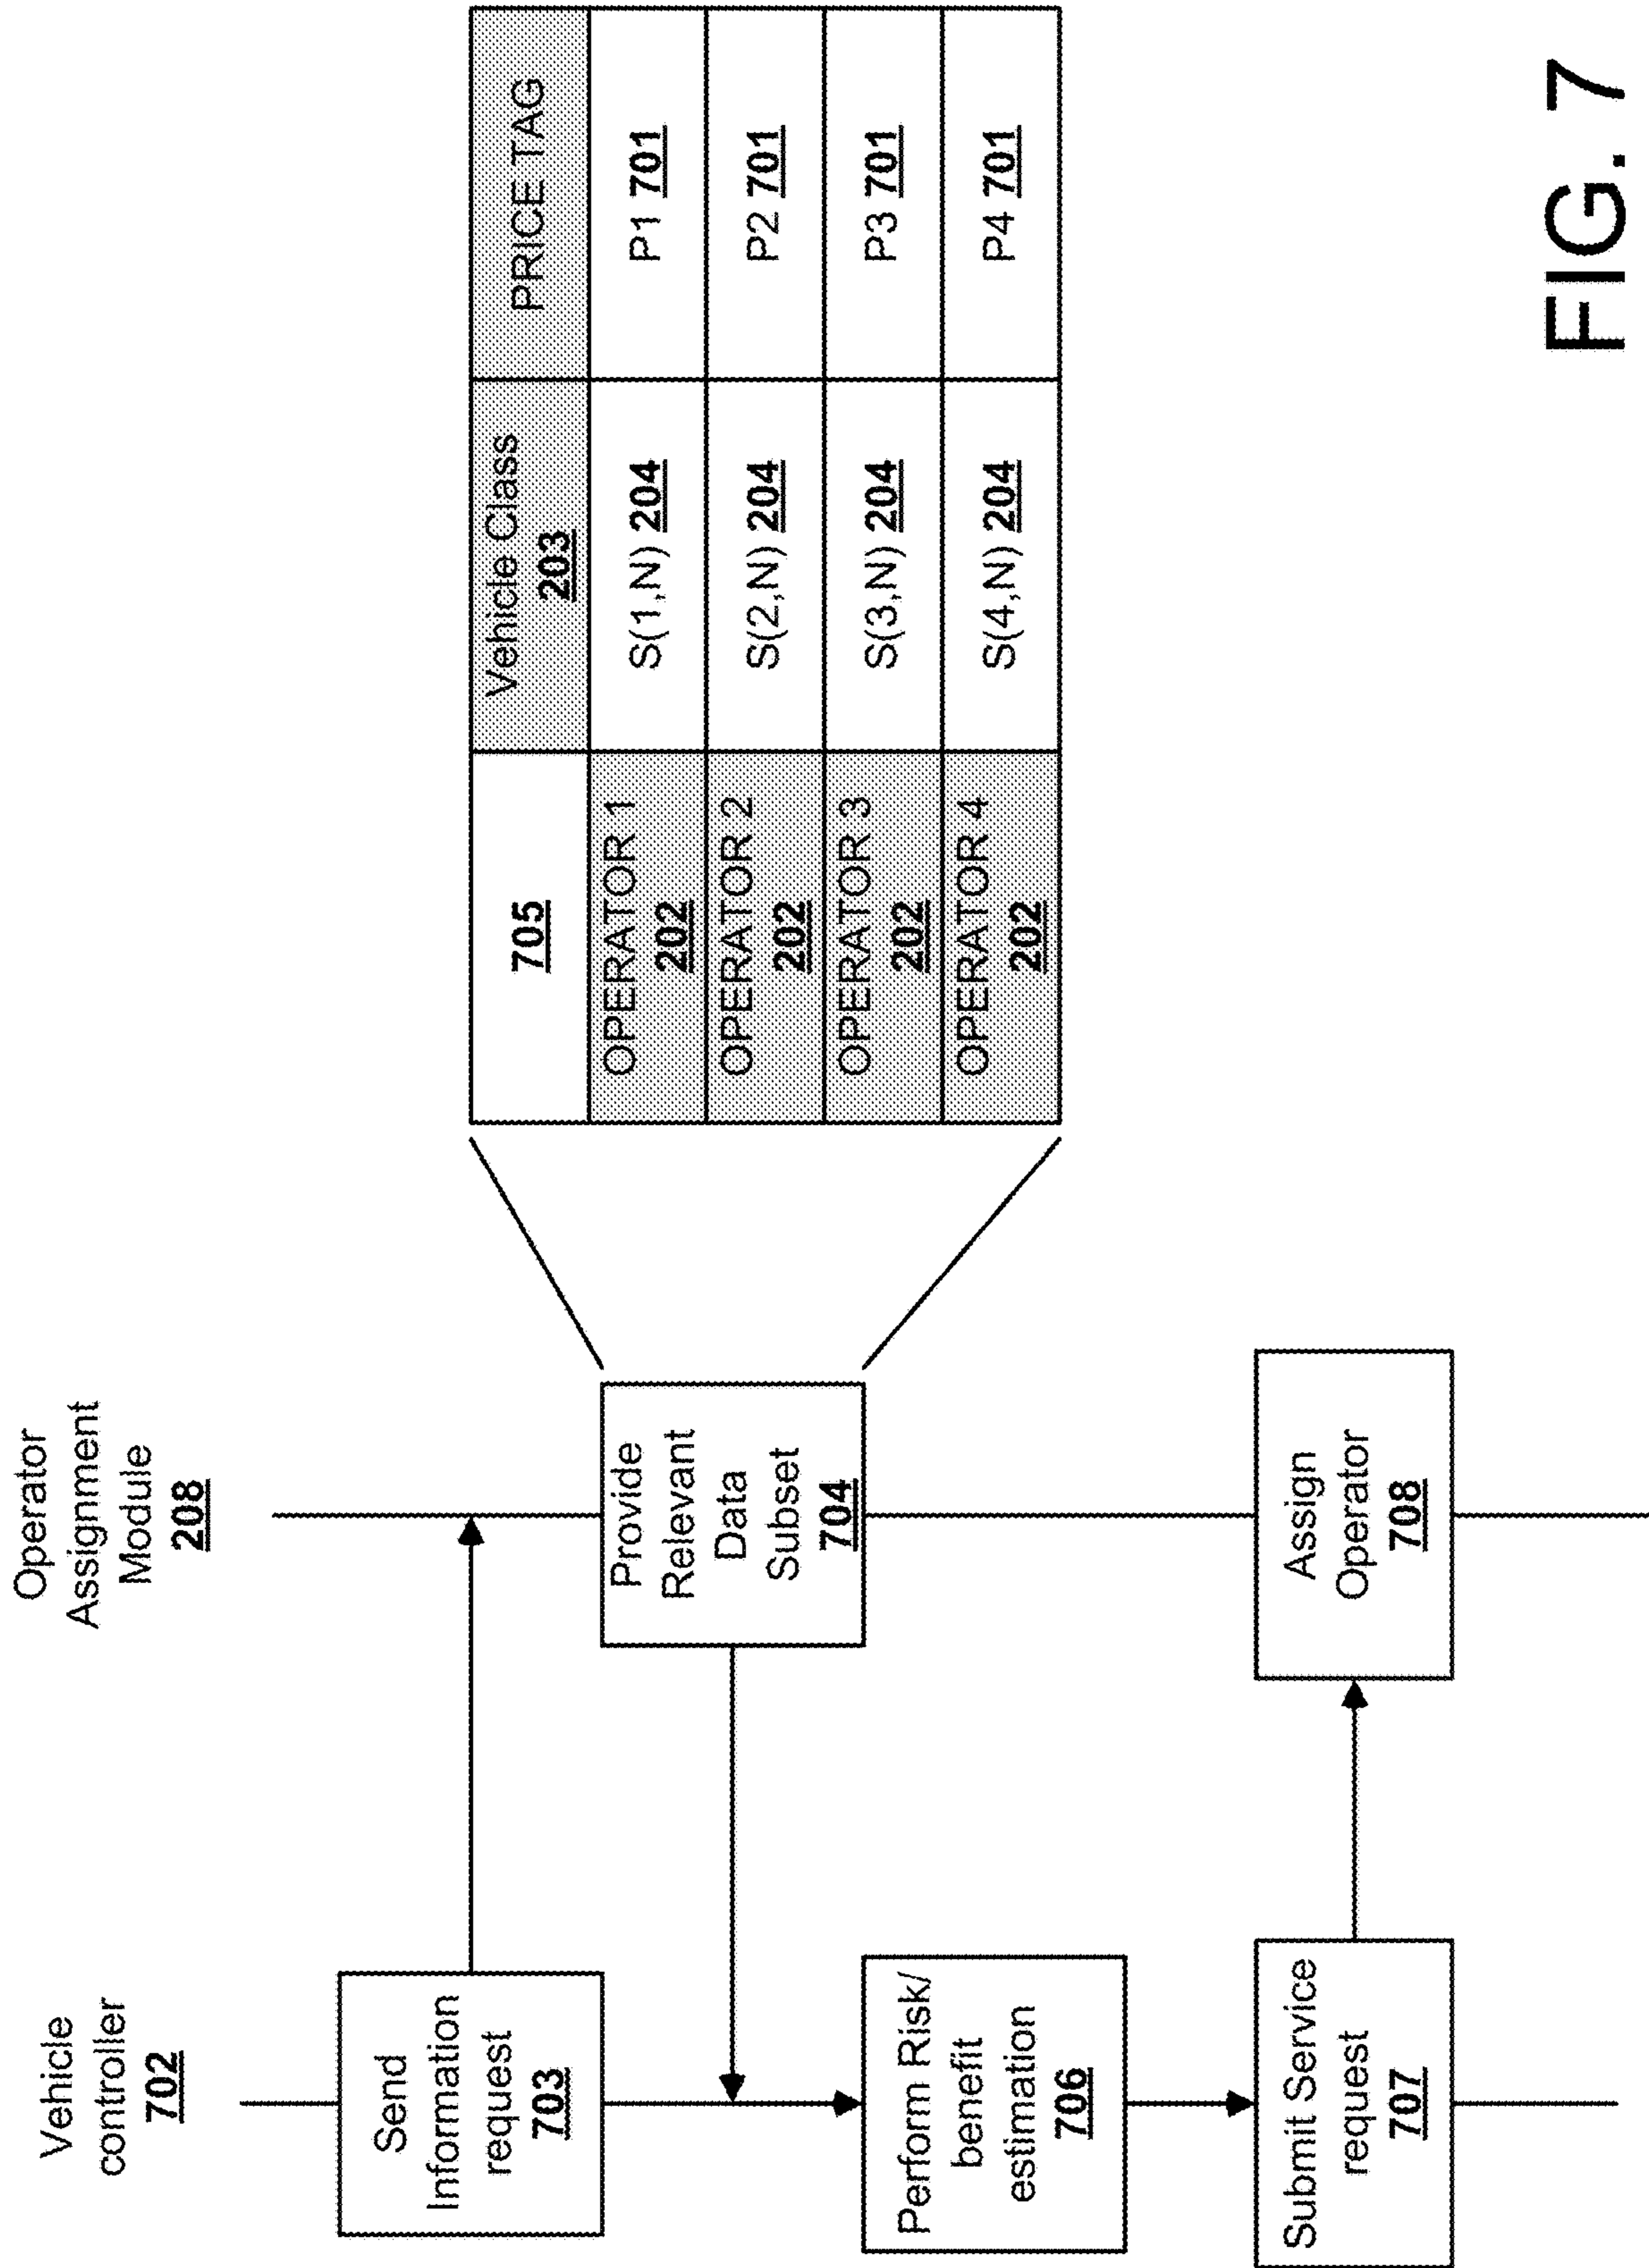 Vehicle
controller
702
Operator
Assignment
Module
208
Send
Information
request
703
Provide
Relevant
Data
Subset
704
Perform Risk/
benefit
estimation
706
Submit Service
request
707
Assign
Operator
708
705
Vehicle Class
203
PRICE TAG
OPERATOR 1
202
S(1,N) 204
P1 701
OPERATOR 2
202
S(2,N) 204
P2 701
OPERATOR 3
202
S(3,N) 204
P3 701
OPERATOR 4
202
S(4,N) 204
P4 701
FIG. 7